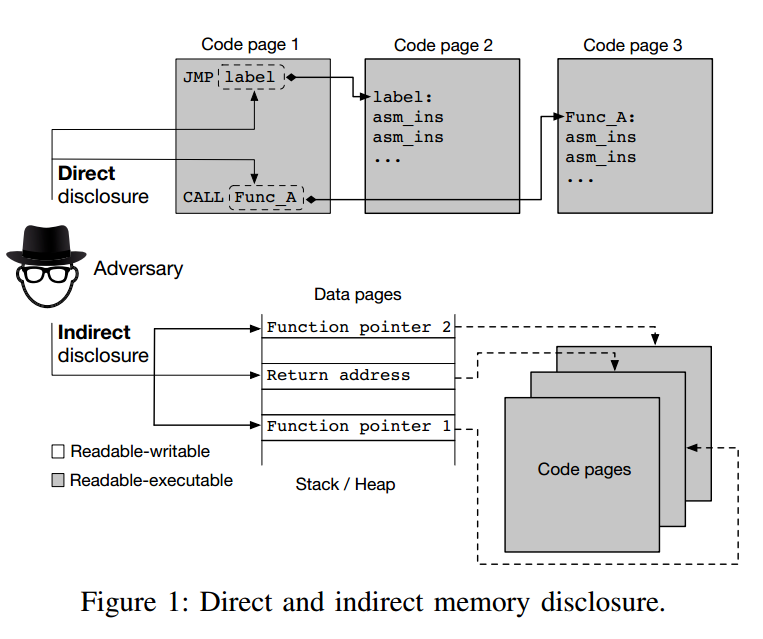 Code page 1
Code page 2
Code page 3
JMP label
label:
asm_ins
asm_ins
...
Func_A:
asm_ins
asm_ins
...
CALL Func_A
Direct
disclosure
Adversary
Data pages
Indirect
disclosure
Function pointer 2
Return address
Function pointer 1
Readable-writable
Readable-executable
Stack / Heap
Code pages
Figure 1: Direct and indirect memory disclosure.